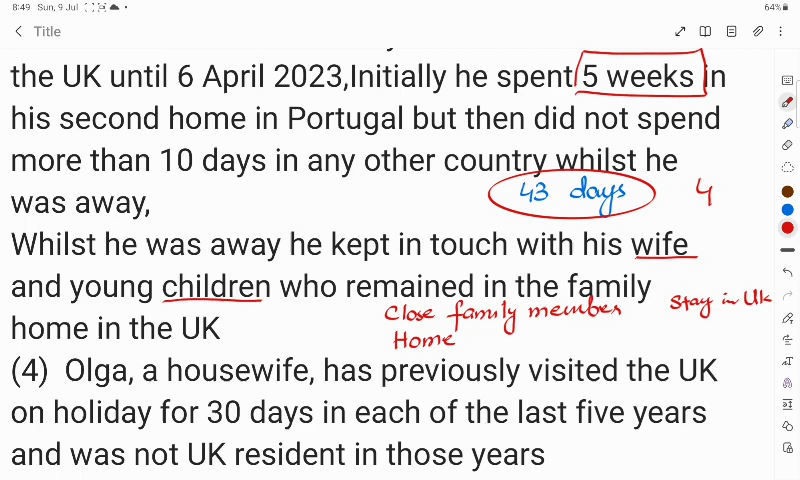 8:49 Sun, 9 Jul 64%
Title
the UK until 6 April 2023,Initially he spent 5 weeks in
his second home in Portugal but then did not spend
more than 10 days in any other country whilst he
was away, 43 days 4
Whilst he was away he kept in touch with his wife
and young children who remained in the family
Close family member Stay in UK
home in the UK
Home
(4) Olga, a housewife, has previously visited the UK
on holiday for 30 days in each of the last five years
and was not UK resident in those years